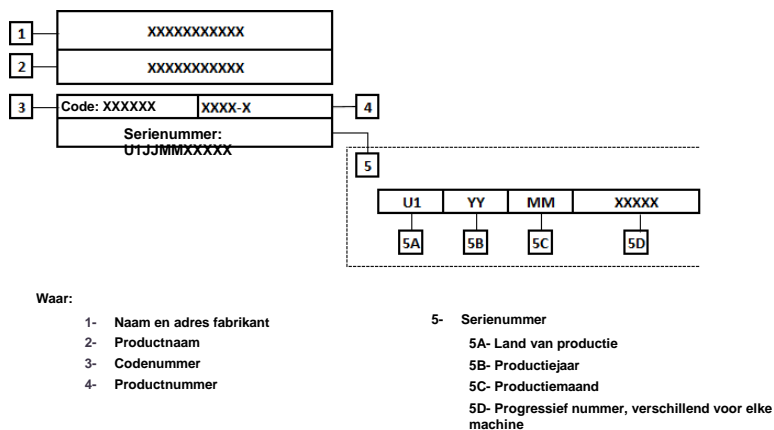 1
XXXXXXXXXXX
2
XXXXXXXXXXX
3
Code: XXXXXX
XXXX-X
4
Serienummer:
U1JJMMXXXXX
5
U1
YY
MM
XXXXX
5A
5B
5C
5D
Waar:
1- Naam en adres fabrikant
2- Productnaam
3- Codenummer
4- Productnummer
5- Serienummer
5A- Land van productie
5B- Productiejaar
5C- Productiemaand
5D- Progressief nummer, verschillend voor elke
machine